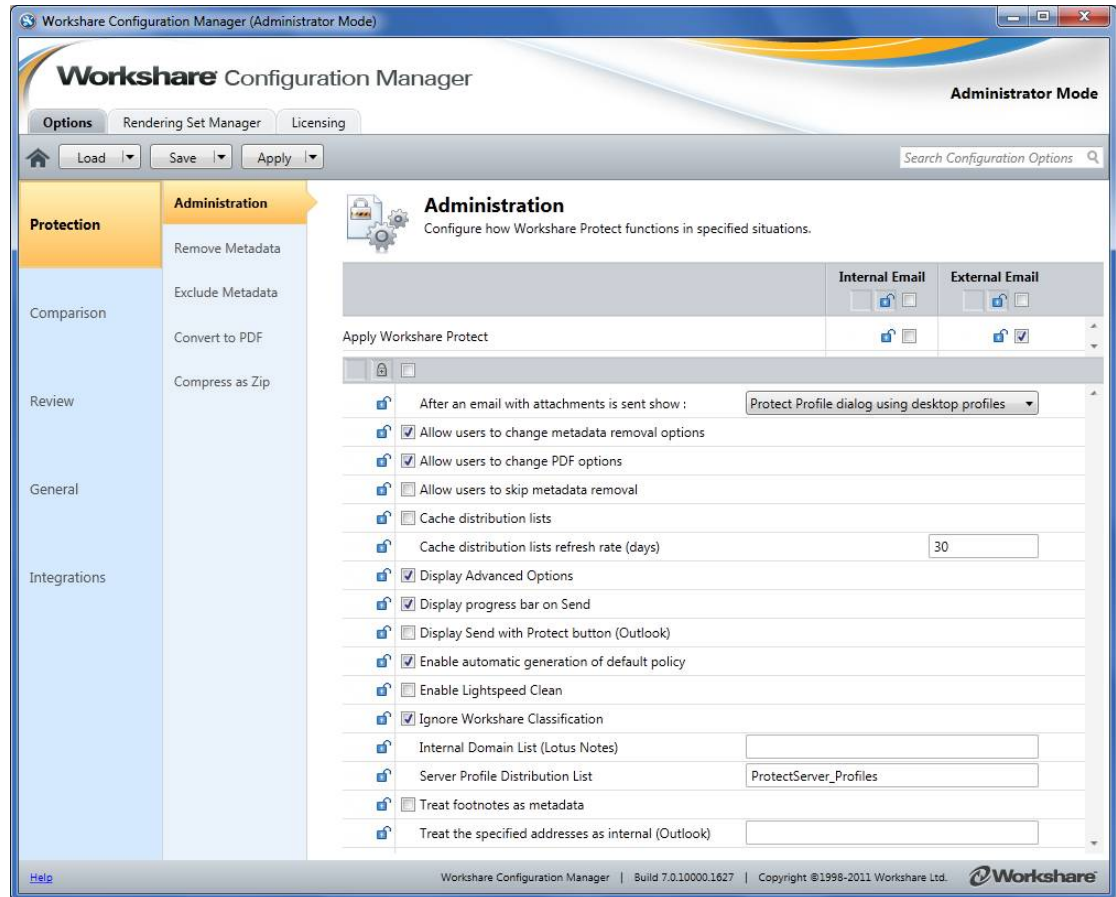 Workshare Configuration Manager (Administrator Mode)
Workshare Configuration Manager
Administrator Mode
Options
Rendering Set Manager
Licensing
Load
Save
Apply
Search Configuration Options
Protection
Comparison
Review
General
Integrations
Administration
Remove Metadata
Exclude Metadata
Convert to PDF
Compress as Zip
Administration
Configure how Workshare Protect functions in specified situations.
Internal Email
External Email
Apply Workshare Protect
After an email with attachments is sent show :
Protect Profile dialog using desktop profiles
Allow users to change metadata removal options
Allow users to change PDF options
Allow users to skip metadata removal
Cache distribution lists
Cache distribution lists refresh rate (days)
30
Display Advanced Options
Display progress bar on Send
Display Send with Protect button (Outlook)
Enable automatic generation of default policy
Enable Lightspeed Clean
Ignore Workshare Classification
Internal Domain List (Lotus Notes)
Server Profile Distribution List
ProtectServer_Profiles
Treat footnotes as metadata
Treat the specified addresses as internal (Outlook)
Help
Workshare Configuration Manager | Build 7.0.10000.1627 | Copyright ©1998-2011 Workshare Ltd.
Workshare